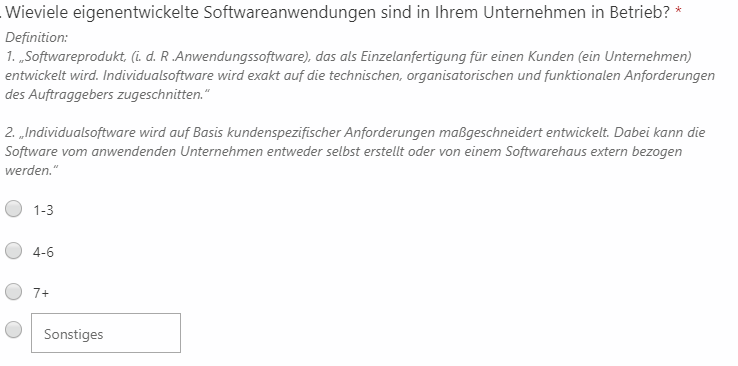 . Wieviele eigenentwickelte Softwareanwendungen sind in Ihrem Unternehmen in Betrieb? *
Definition:
1. „Softwareprodukt, (i. d. R .Anwendungssoftware), das als Einzelanfertigung für einen Kunden (ein Unternehmen)
entwickelt wird. Individualsoftware wird exakt auf die technischen, organisatorischen und funktionalen Anforderungen
des Auftraggebers zugeschnitten.“
2. „Individualsoftware wird auf Basis kundenspezifischer Anforderungen maßgeschneidert entwickelt. Dabei kann die
Software vom anwendenden Unternehmen entweder selbst erstellt oder von einem Softwarehaus extern bezogen
werden.“
1-3
4-6
7+
Sonstiges